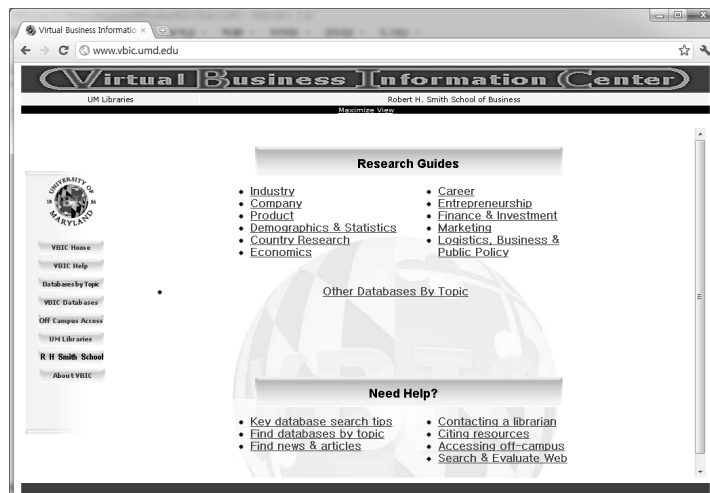 Virtual Business Informatio
www.vbic.umd.edu
Virtual Business Information Center
UM Libraries
Robert H. Smith School of Business
Maximize View
UNIVERSITY OF
18 56
MARYLAND
VBIC Home
VBIC Help
Databases by Topic
VBIC Databases
Off Campus Access
UM Libraries
R H Smith School
About VBIC
Research Guides
Industry
Company
Product
Demographics & Statistics
Country Research
Economics
Career
Entrepreneurship
Finance & Investment
Marketing
Logistics, Business &
Public Policy
Other Databases By Topic
VBIC
Need Help?
Key database search tips
Find databases by topic
Find news & articles
Contacting a librarian
Citing resources
Accessing off-campus
Search & Evaluate Web